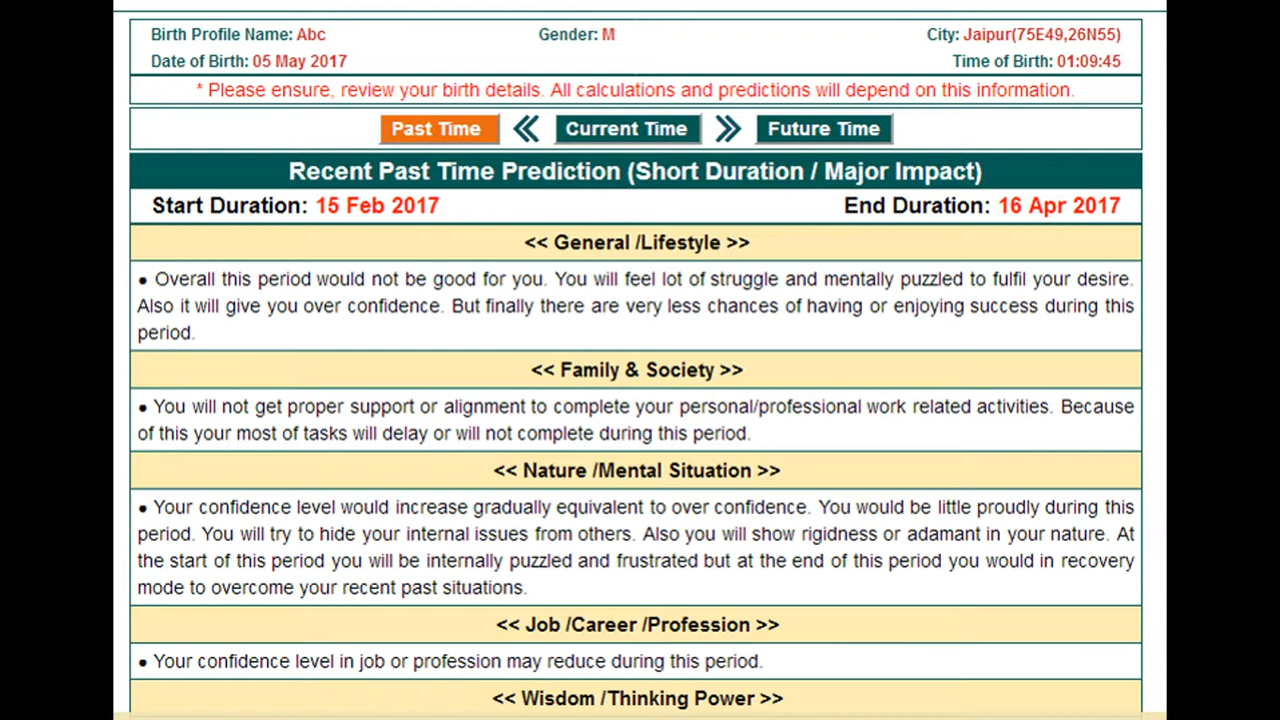 Birth Profile Name: Abc Gender: M City: Jaipur(75E49,26N55)
Date of Birth: 05 May 2017 Time of Birth: 01:09:45
* Please ensure, review your birth details. All calculations and predictions will depend on this information.
Past Time Current Time Future Time
Recent Past Time Prediction (Short Duration / Major Impact)
Start Duration: 15 Feb 2017 End Duration: 16 Apr 2017
<< General /Lifestyle >>
● Overall this period would not be good for you. You will feel lot of struggle and mentally puzzled to fulfil your desire.
Also it will give you over confidence. But finally there are very less chances of having or enjoying success during this
period.
<< Family & Society >>
● You will not get proper support or alignment to complete your personal/professional work related activities. Because
of this your most of tasks will delay or will not complete during this period.
<< Nature /Mental Situation >>
● Your confidence level would increase gradually equivalent to over confidence. You would be little proudly during this
period. You will try to hide your internal issues from others. Also you will show rigidness or adamant in your nature. At
the start of this period you will be internally puzzled and frustrated but at the end of this period you would in recovery
mode to overcome your recent past situations.
<< Job /Career /Profession >>
● Your confidence level in job or profession may reduce during this period.
<< Wisdom /Thinking Power >>